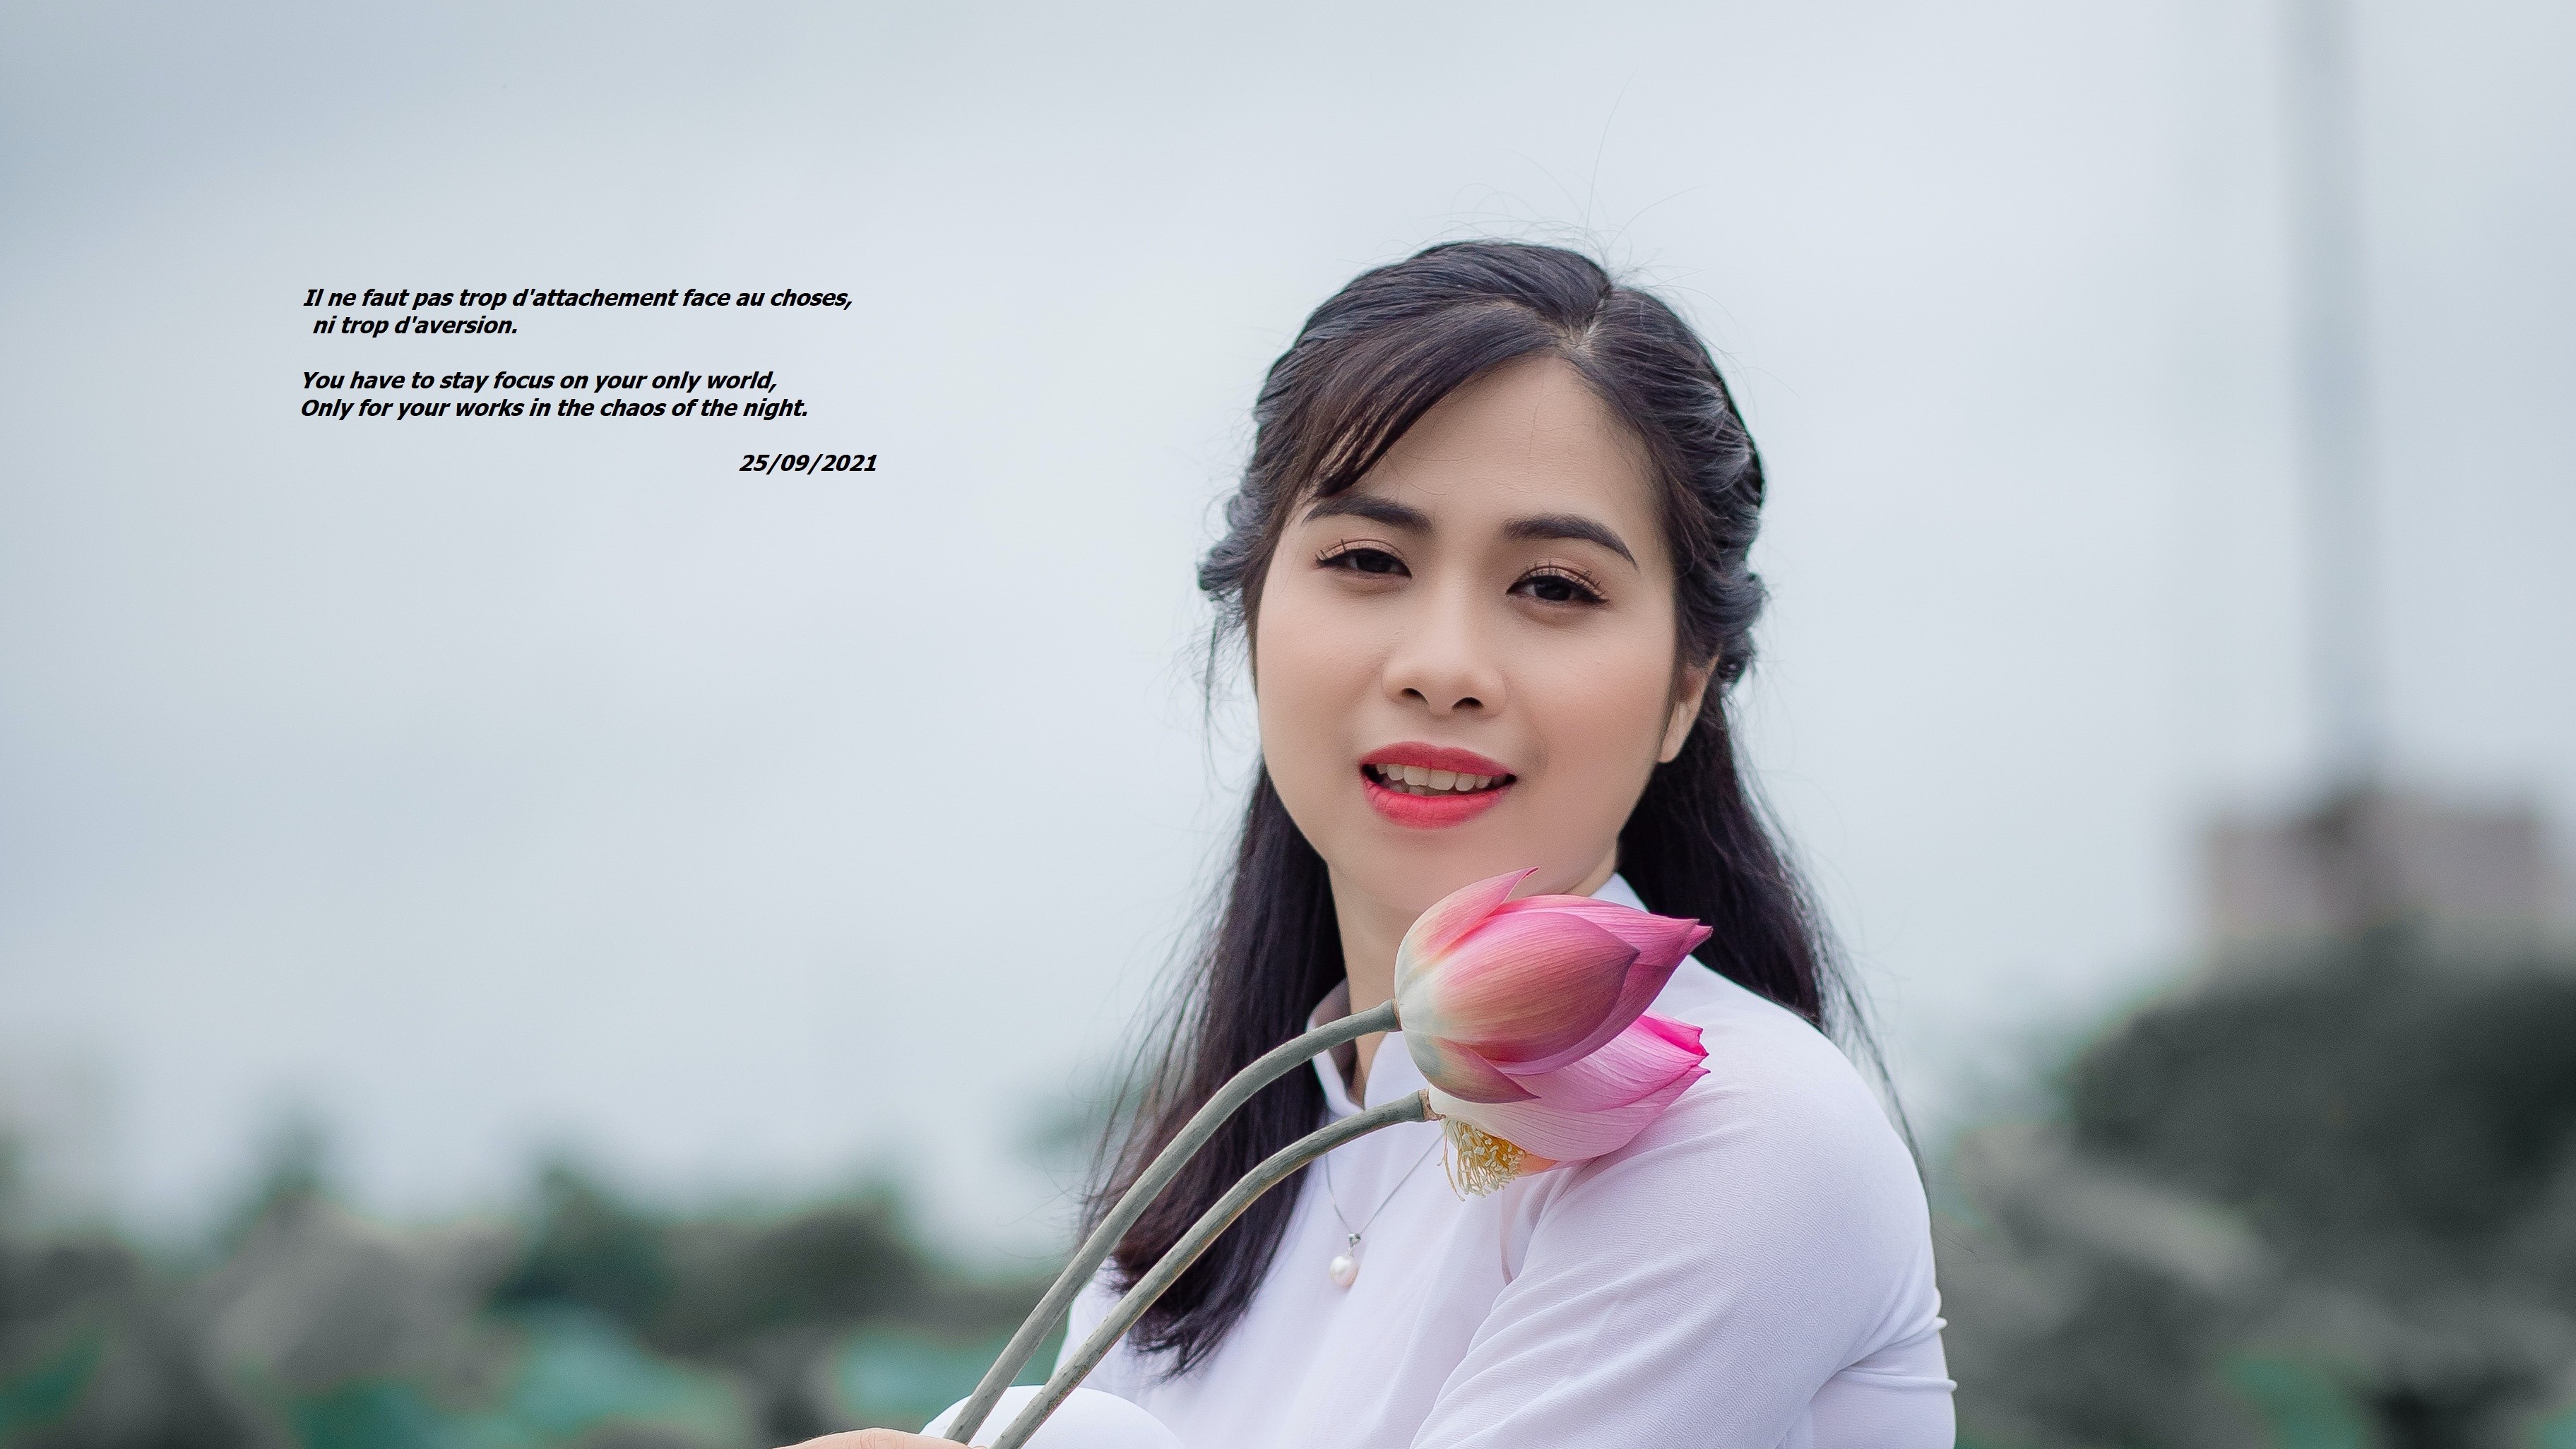 Il ne faut pas trop d'attachement face au choses,
ni trop d'aversion.
You have to stay focus on your only world,
Only for your works in the chaos of the night.
25/09/2021